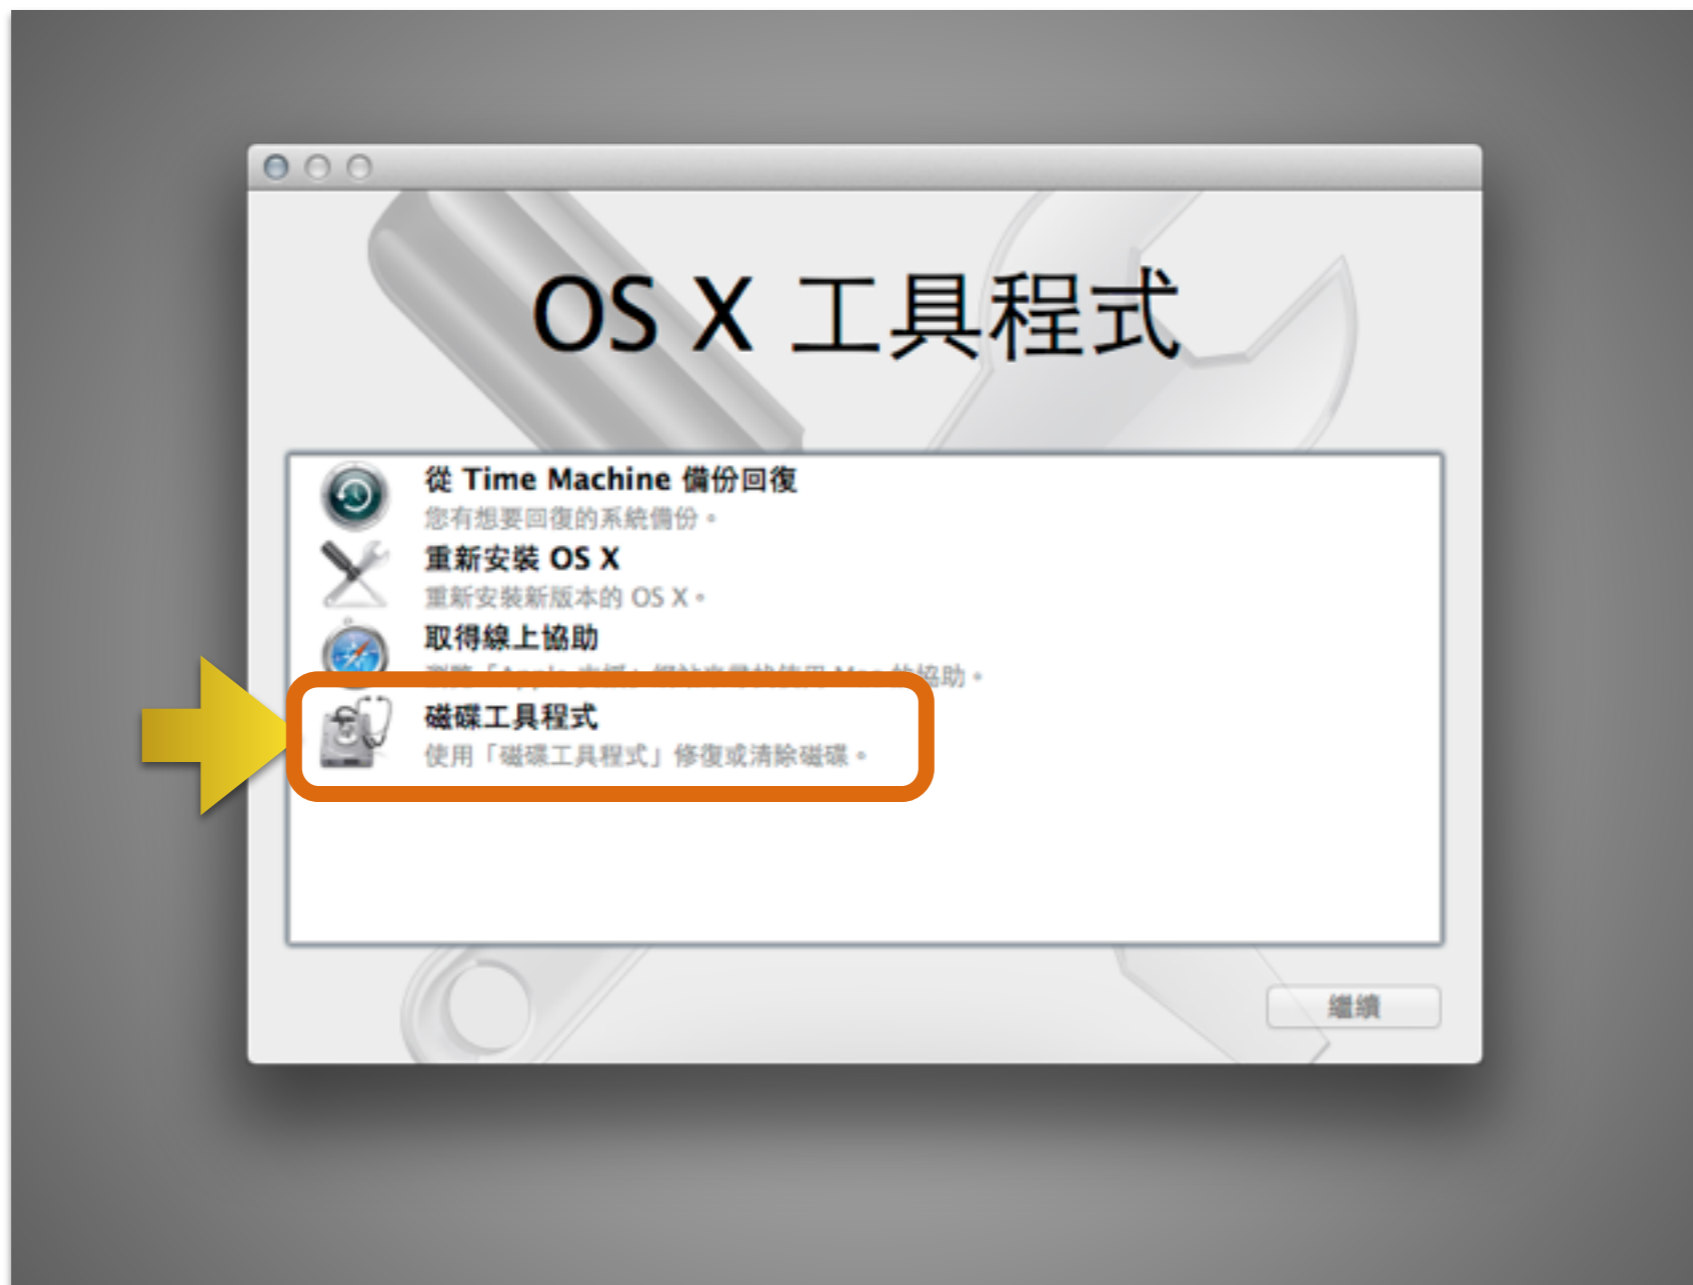 OS X 工具程式
從 Time Machine 備份回復
您有想要回復的系統備份。
重新安裝 OS X
重新安裝新版本的 OS X。
取得線上協助
協助。
磁碟工具程式
使用「磁碟工具程式」修復或清除磁碟。
繼續